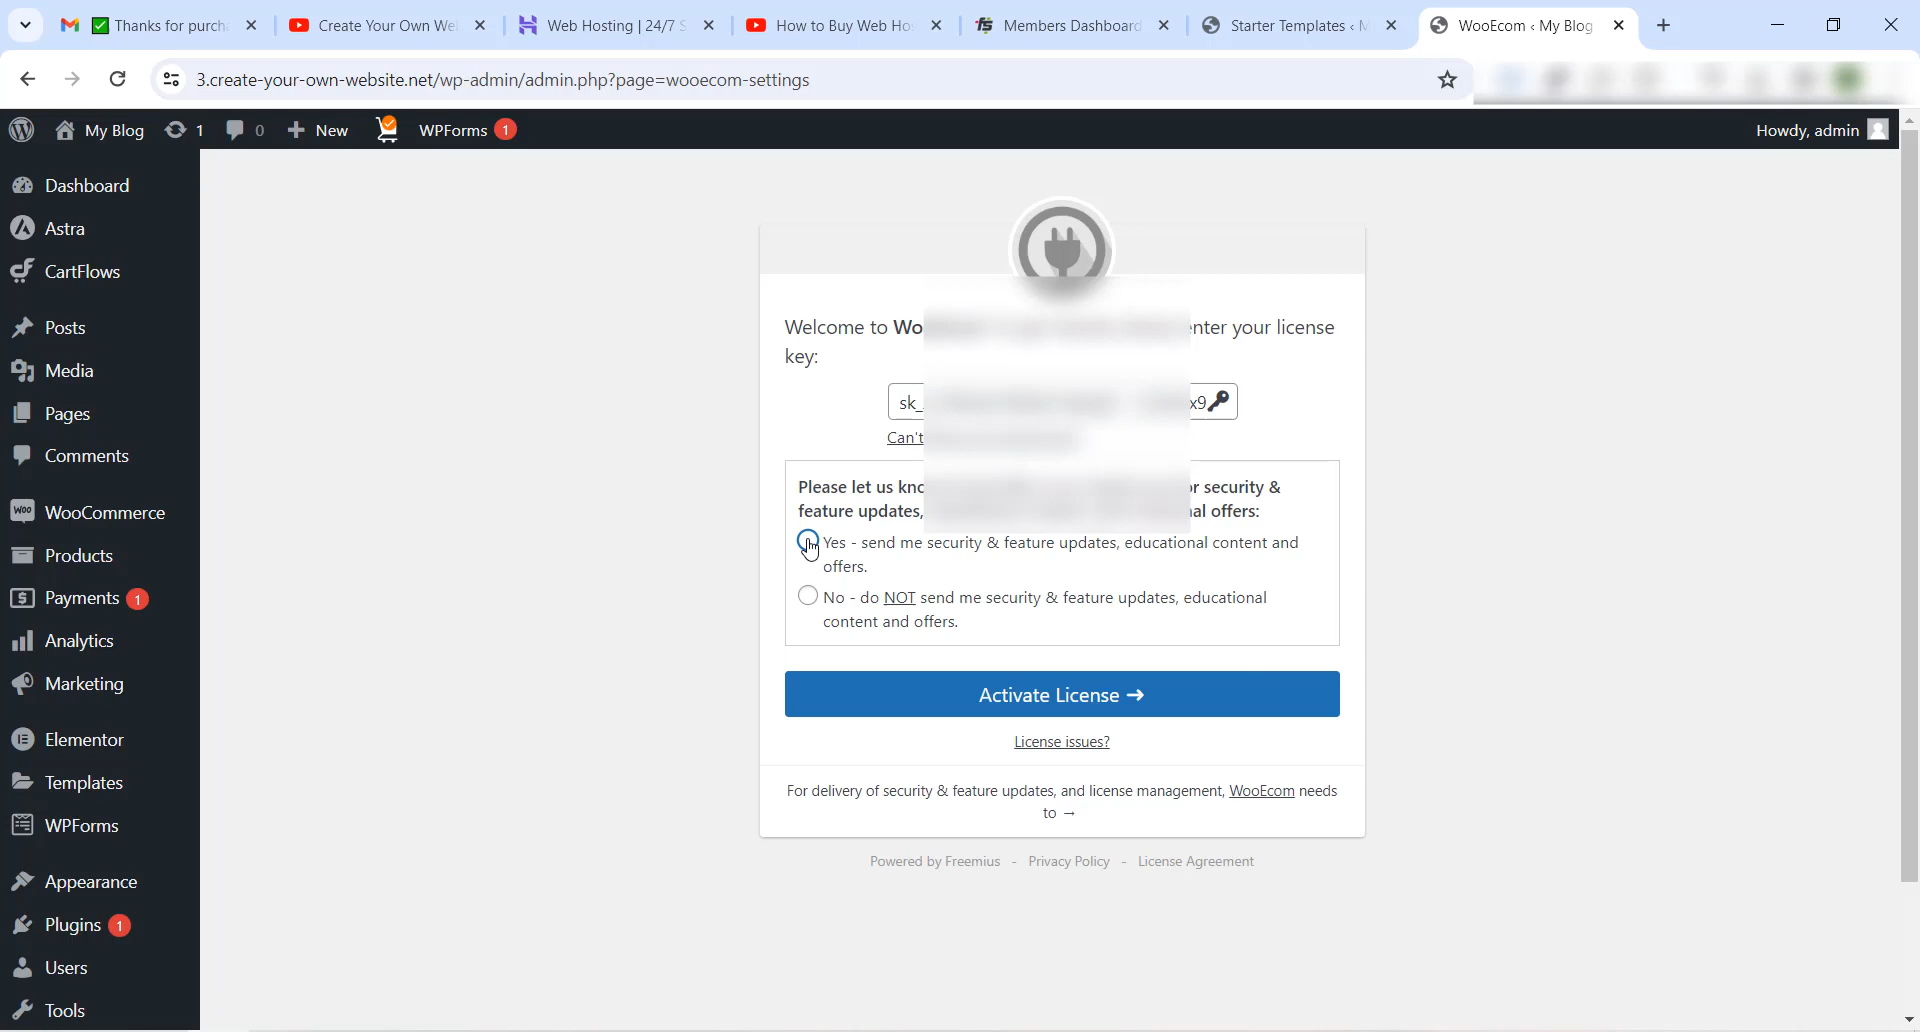 Thanks for purch
Create Your Own We
Web Hosting | 24/7 S
How to Buy Web Ho
Members Dashboard
Starter Templates ‹ M
WooEcom ‹ My Blog
3.create-your-own-website.net/wp-admin/admin.php?page=wooecom-settings
My Blog 1 0 New WPForms 1
Howdy, admin
Dashboard
Astra
CartFlows
Posts
Media
Pages
Comments
WooCommerce
Products
Payments 1
Analytics
Marketing
Elementor
Templates
WPForms
Appearance
Plugins 1
Users
Tools
Welcome to Wo enter your license
key:
sk_ x9
Can't
Please let us kno or security &
feature updates, al offers:
Yes - send me security & feature updates, educational content and
offers.
No - do NOT send me security & feature updates, educational
content and offers.
Activate License →
License issues?
For delivery of security & feature updates, and license management, WooEcom needs
to →
Powered by Freemius - Privacy Policy - License Agreement